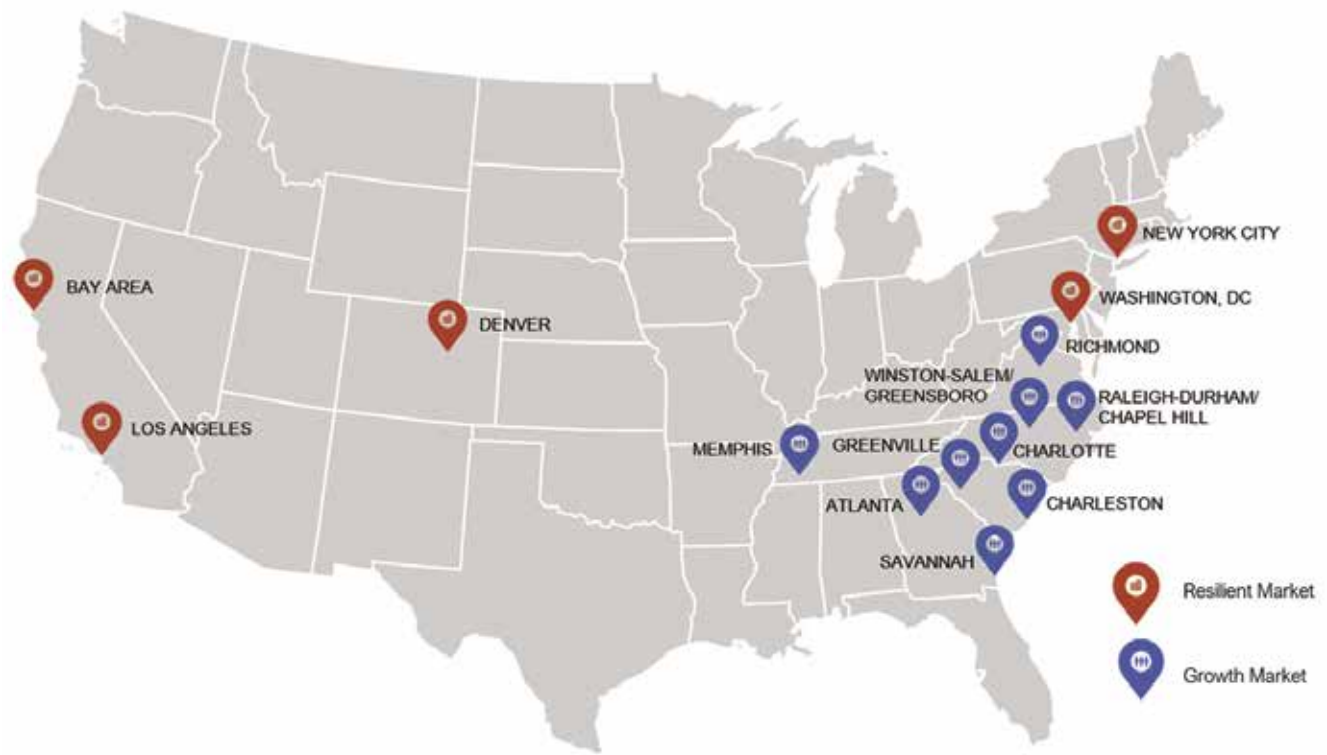 NEW YORK CITY
BAY AREA
WASHINGTON, DC
DENVER
RICHMOND
WINSTON-SALEM/
GREENSBORO
RALEIGH-DURHAM/
CHAPEL HILL
LOS ANGELES
MEMPHIS
GREENVILLE
CHARLOTTE
ATLANTA
CHARLESTON
SAVANNAH
Resilient Market
Growth Market